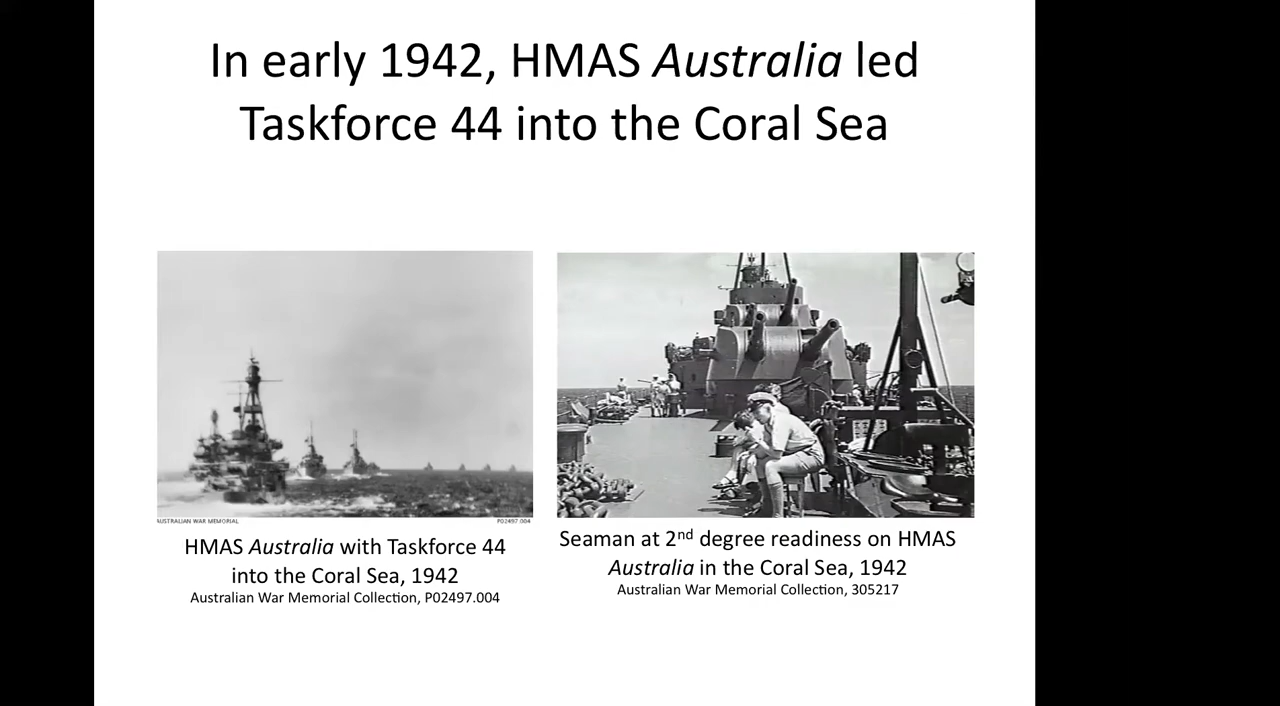 In early 1942, HMAS Australia led
Taskforce 44 into the Coral Sea
AUSTRALIAN WAR MEMORIAL
P02497.004
HMAS Australia with Taskforce 44
into the Coral Sea, 1942
Australian War Memorial Collection, P02497.004
Seaman at 2nd degree readiness on HMAS
Australia in the Coral Sea, 1942
Australian War Memorial Collection, 305217